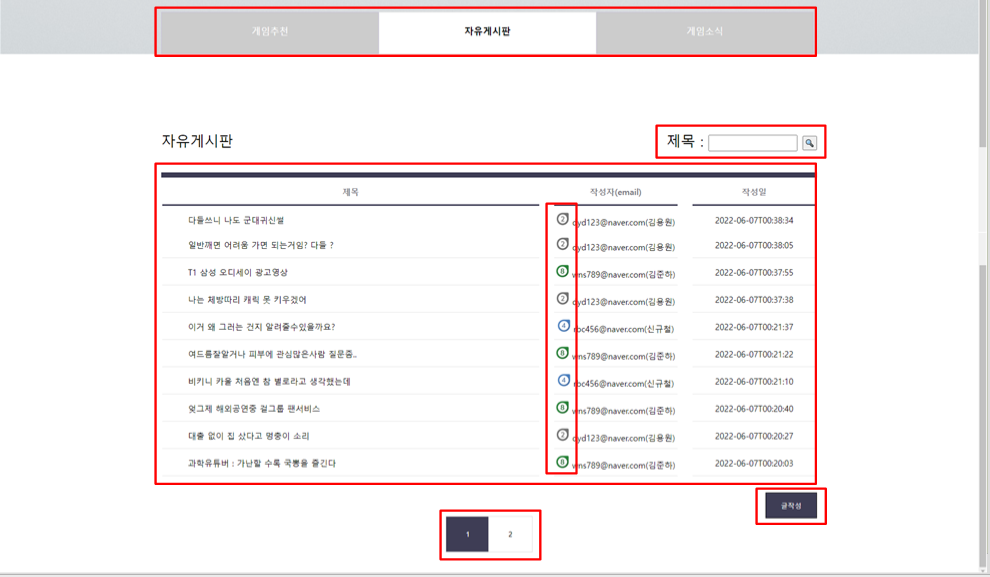 게임추천 자유게시판 게임소식
자유게시판 제목 :
제목 작성자(email) 작성일
다들쓰니 나도 군대귀신썰 2 dyd123@naver.com(김용원) 2022-06-07T00:38:34
일반깨면 어려움 가면 되는거임? 다들 ? 2 dyd123@naver.com(김용원) 2022-06-07T00:38:05
T1 삼성 오디세이 광고영상 8 wns789@naver.com(김준하) 2022-06-07T00:37:55
나는 체방따리 캐릭 못 키우겠어 2 dyd123@naver.com(김용원) 2022-06-07T00:37:38
이거 왜 그러는 건지 알려줄수있을까요? 4 rbc456@naver.com(신규철) 2022-06-07T00:21:37
여드름잘알거나 피부에 관심많은사람 질문좀.. 8 wns789@naver.com(김준하) 2022-06-07T00:21:22
비키니 카율 처음엔 참 별로라고 생각했는데 4 rbc456@naver.com(신규철) 2022-06-07T00:21:10
엊그제 해외공연중 걸그룹 팬서비스 8 wns789@naver.com(김준하) 2022-06-07T00:20:40
대출 없이 집 샀다고 명중이 소리 2 dyd123@naver.com(김용원) 2022-06-07T00:20:27
과학유튜버 : 가난할 수록 국뽕을 즐긴다 8 wns789@naver.com(김준하) 2022-06-07T00:20:03
글작성
1 2